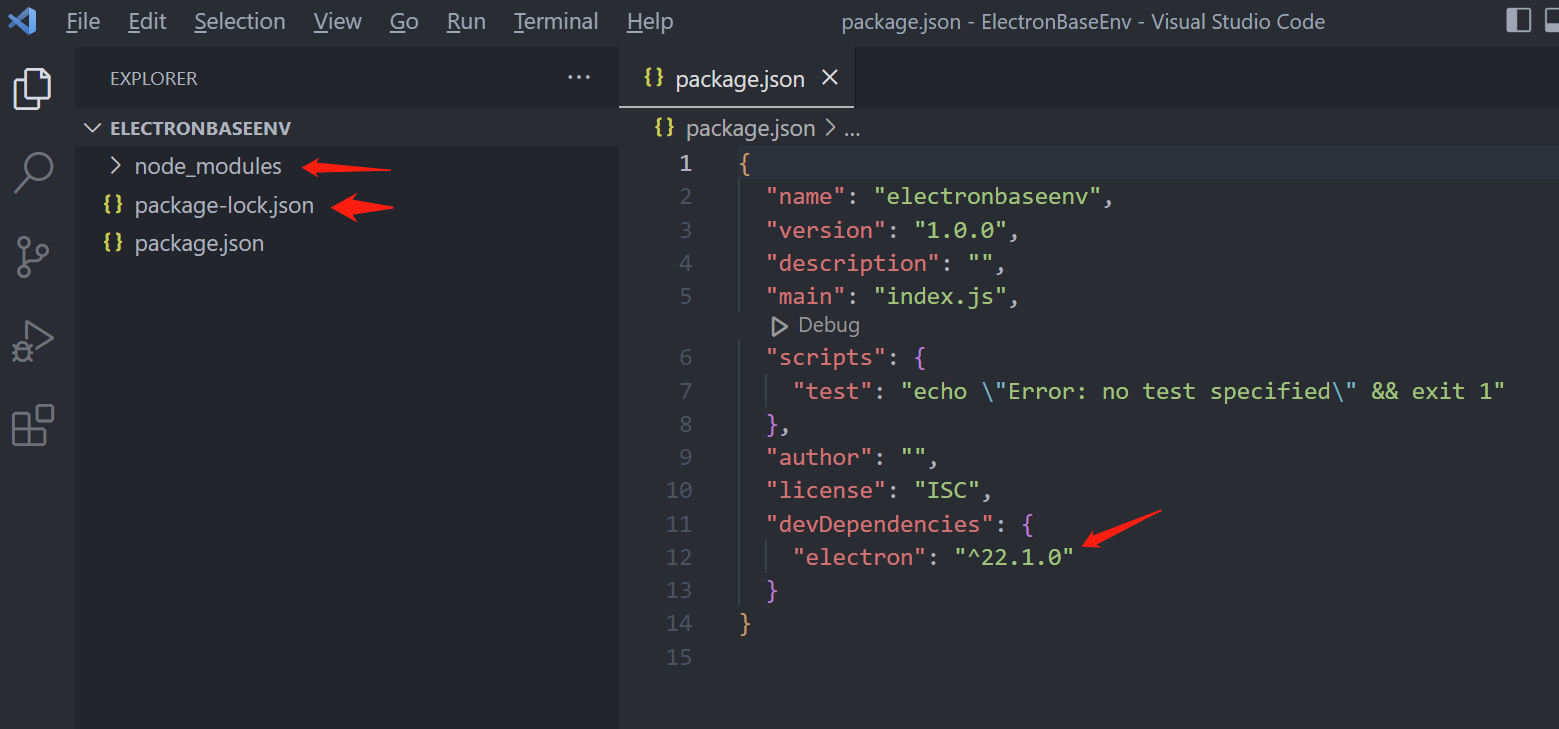 File Edit Selection View Go Run Terminal Help package.json - ElectronBaseEnv - Visual Studio Code
EXPLORER ...
ELECTRONBASEENV
node_modules
{} package-lock.json
{} package.json
{} package.json ×
{} package.json > ...
1 {
2 "name": "electronbaseenv",
3 "version": "1.0.0",
4 "description": "",
5 "main": "index.js",
Debug
6 "scripts": {
7 "test": "echo \"Error: no test specified\" && exit 1"
8 },
9 "author": "",
10 "license": "ISC",
11 "devDependencies": {
12 "electron": "^22.1.0"
13 }
14 }
15